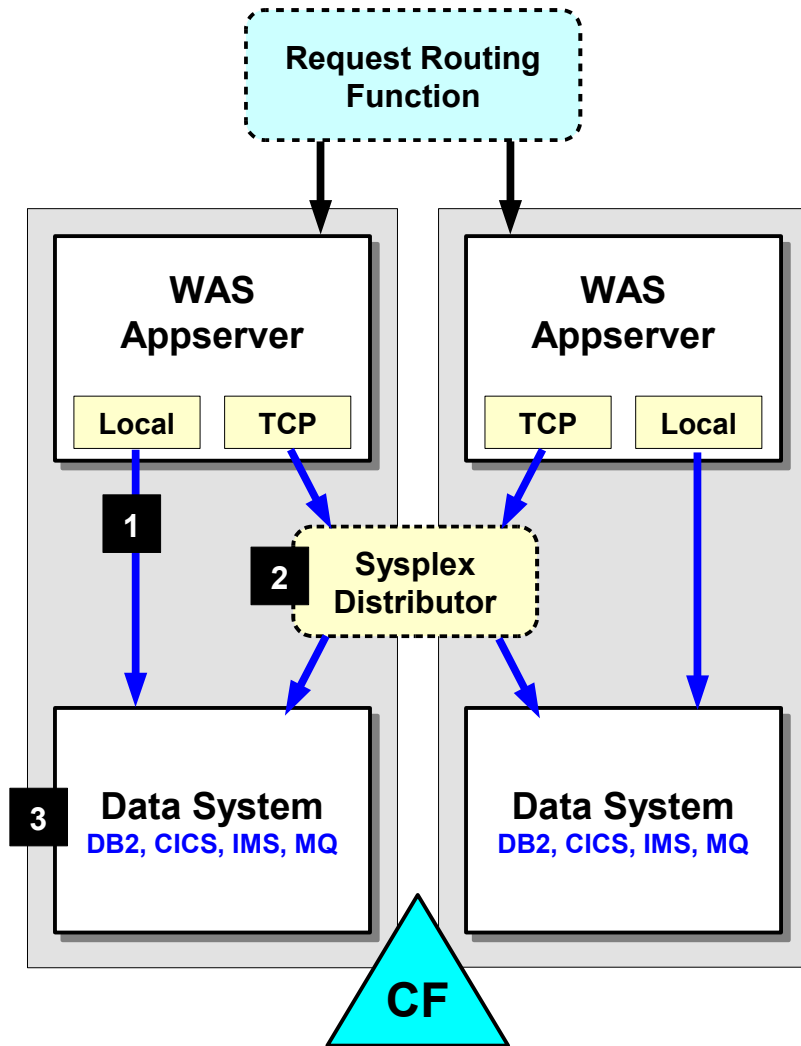 Request Routing
Function
WAS
Appserver
Local
TCP
WAS
Appserver
TCP
Local
1
2
Sysplex
Distributor
3
Data System
DB2, CICS, IMS, MQ
Data System
DB2, CICS, IMS, MQ
CF